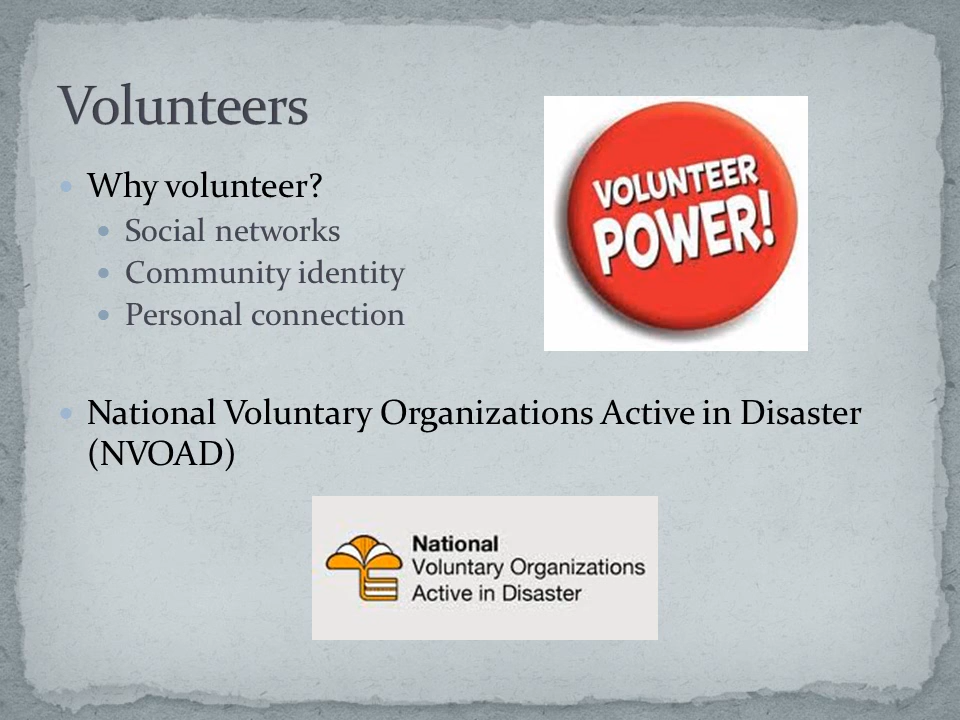 Volunteers
Why volunteer?
Social networks
Community identity
Personal connection
VOLUNTEER
POWER!
National Voluntary Organizations Active in Disaster
(NVOAD)
National
Voluntary Organizations
Active in Disaster